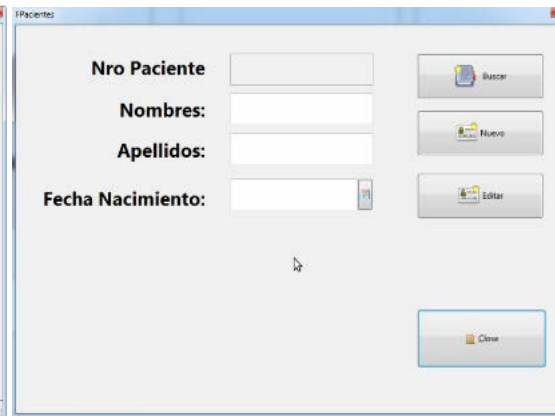 FPacientes
Nro Paciente
Buscar
Nombres:
Nuevo
Apellidos:
Fecha Nacimiento:
Editar
Close